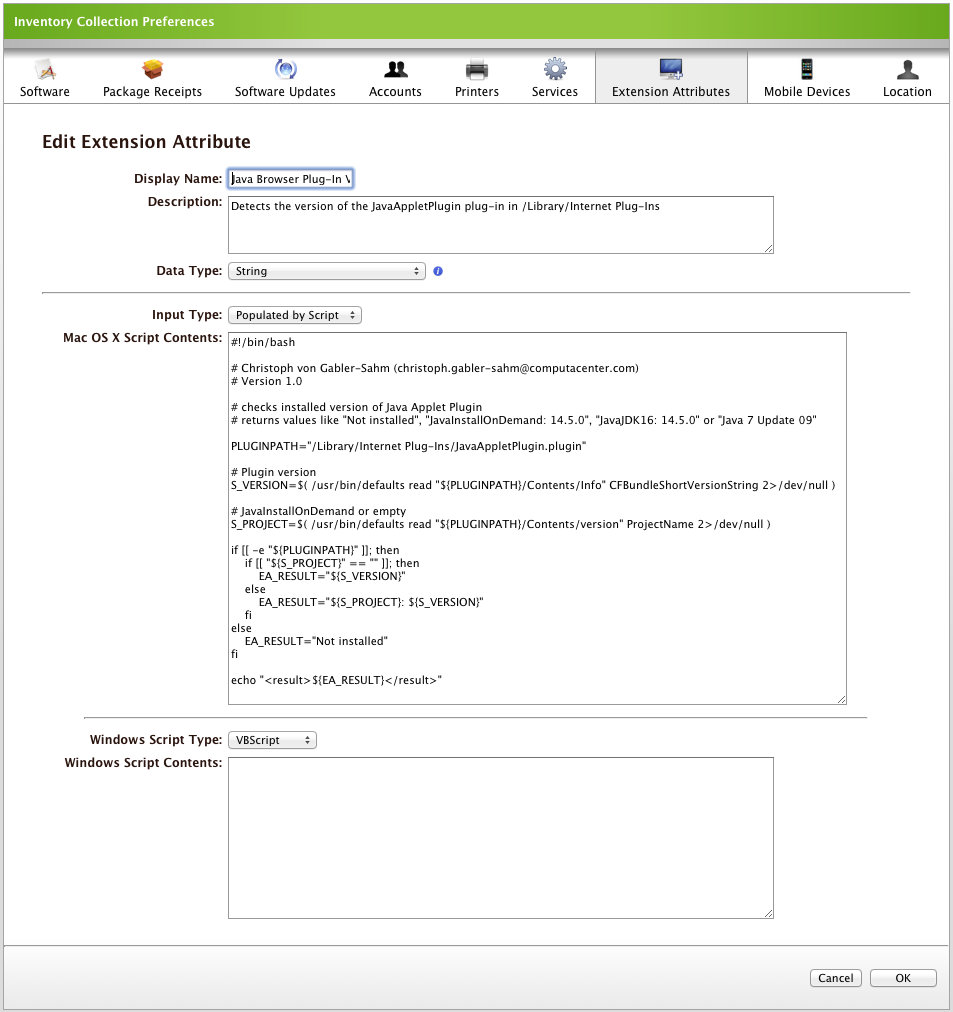 Inventory Collection Preferences
Software Package Receipts Software Updates Accounts Printers Services Extension Attributes Mobile Devices Location
Edit Extension Attribute
Display Name: Java Browser Plug-In V
Description: Detects the version of the JavaAppletPlugin plug-in in /Library/Internet Plug-Ins
Data Type: String i
Input Type: Populated by Script
Mac OS X Script Contents:
#!/bin/bash
# Christoph von Gabler-Sahm (christoph.gabler-sahm@computacenter.com)
# Version 1.0
# checks installed version of Java Applet Plugin
# returns values like "Not installed", "JavaInstallOnDemand: 14.5.0", "JavaJDK16: 14.5.0" or "Java 7 Update 09"
PLUGINPATH="/Library/Internet Plug-Ins/JavaAppletPlugin.plugin"
# Plugin version
S_VERSION=$( /usr/bin/defaults read "${PLUGINPATH}/Contents/Info" CFBundleShortVersionString 2>/dev/null )
# JavaInstallOnDemand or empty
S_PROJECT=$( /usr/bin/defaults read "${PLUGINPATH}/Contents/version" ProjectName 2>/dev/null )
if [[ -e "${PLUGINPATH}" ]]; then
if [[ "${S_PROJECT}" == "" ]]; then
EA_RESULT="${S_VERSION}"
else
EA_RESULT="${S_PROJECT}: ${S_VERSION}"
fi
else
EA_RESULT="Not installed"
fi
echo "<result>${EA_RESULT}</result>"
Windows Script Type: VBScript
Windows Script Contents:
Cancel OK